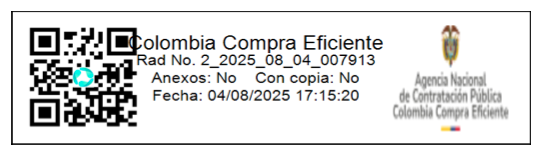 Colombia Compra Eficiente
Rad No. 2_2025_08_04_007913
Anexos: No    Con copia: No
Fecha: 04/08/2025 17:15:20
Agencia Nacional
de Contratación Pública
Colombia Compra Eficiente